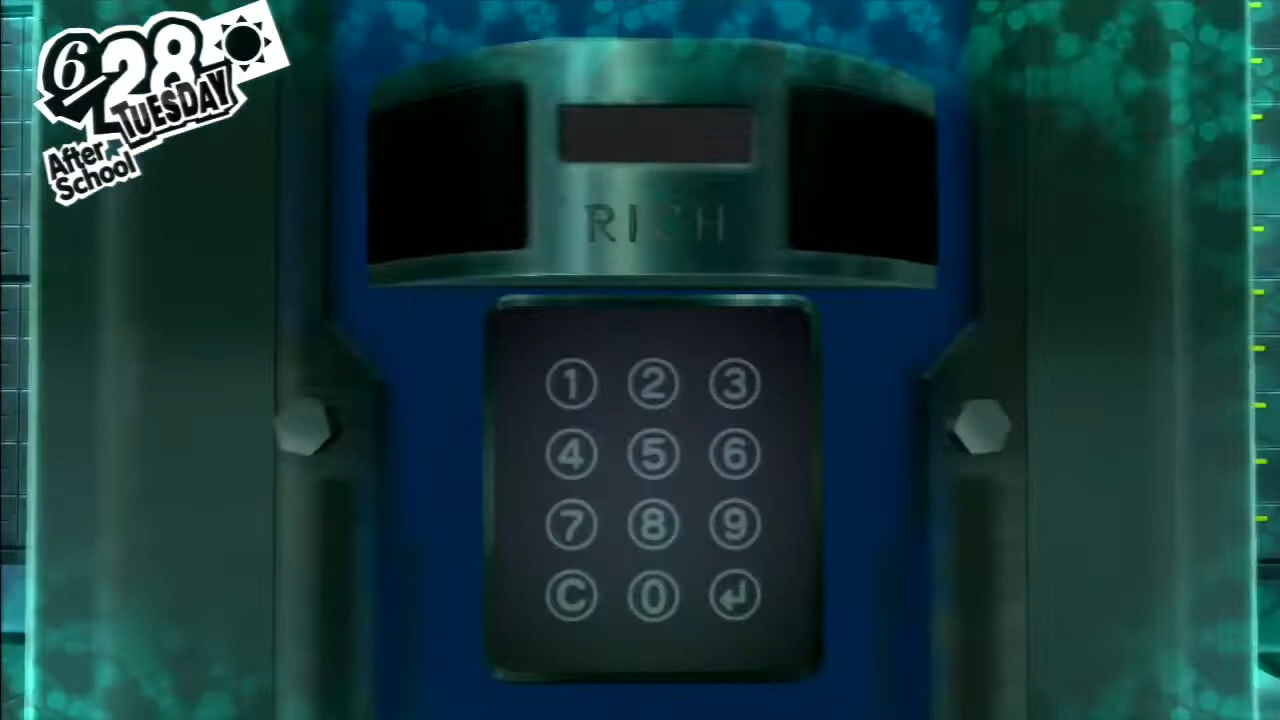 6/28
TUESDAY
After
School
RICH
1 2 3
4 5 6
7 8 9
C 0 ↵